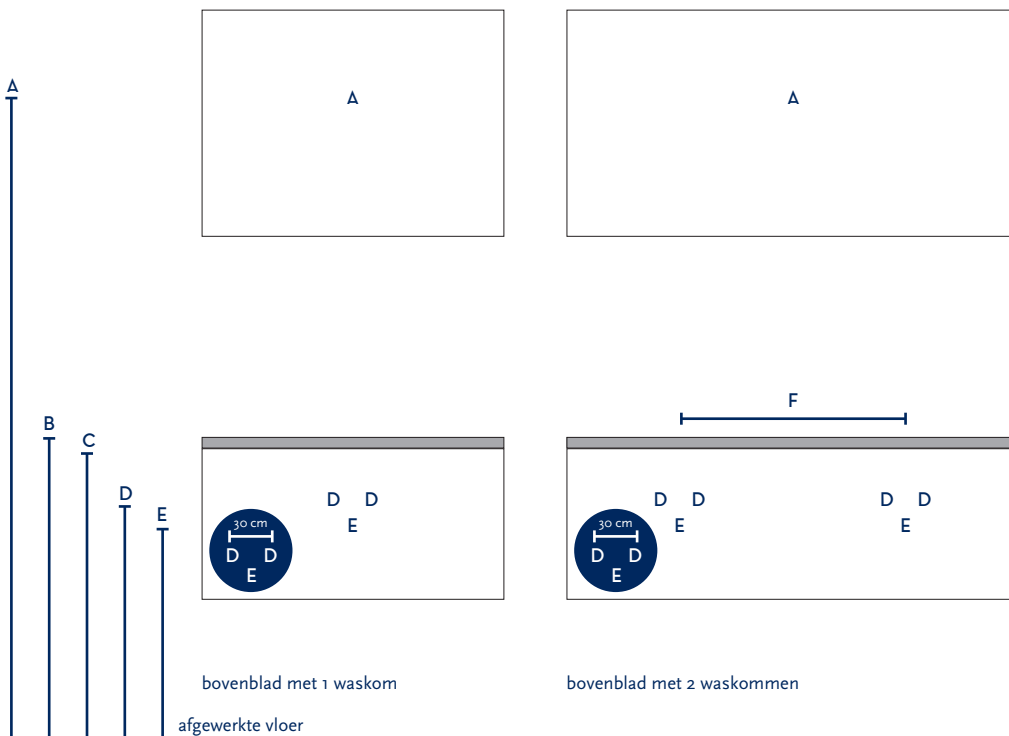 A
A
A
F
B
C
D
E
D D
E
30 cm
D D
E
D D
E
D D
E
30 cm
D D
E
bovenblad met 1 waskom
bovenblad met 2 waskommen
afgewerkte vloer